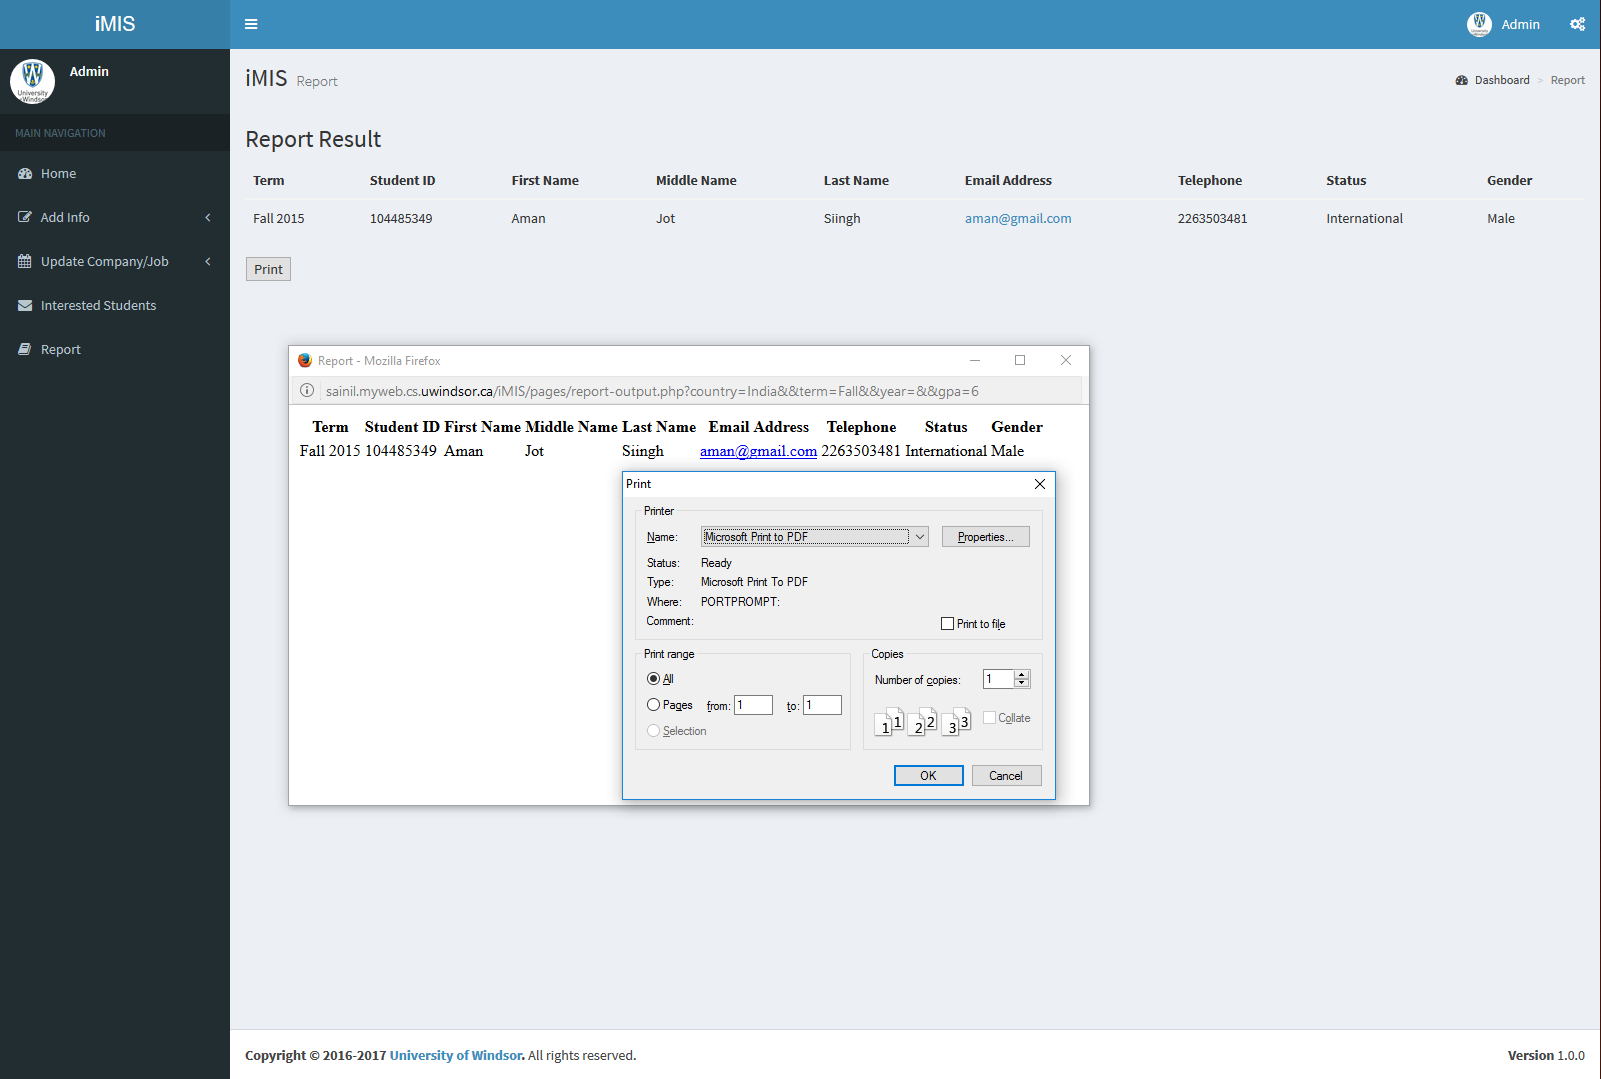 iMIS
Admin
Admin
University
of Windsor
MAIN NAVIGATION
Home
Add Info
Update Company/Job
Interested Students
Report
iMIS Report
Dashboard > Report
Report Result
Term Student ID First Name Middle Name Last Name Email Address Telephone Status Gender
Fall 2015 104485349 Aman Jot Siingh aman@gmail.com 2263503481 International Male
Print
Report - Mozilla Firefox
sainil.myweb.cs.uwindsor.ca/iMIS/pages/report-output.php?country=India&&term=Fall&&year=&&gpa=6
Term Student ID First Name Middle Name Last Name Email Address Telephone Status Gender
Fall 2015 104485349 Aman Jot Siingh aman@gmail.com 2263503481 International Male
Print
Printer
Name: Microsoft Print to PDF Properties...
Status: Ready
Type: Microsoft Print To PDF
Where: PORTPROMPT:
Comment:
Print to file
Print range
All
Pages from: 1 to: 1
Selection
Copies
Number of copies: 1
1 1 2 2 3 3
Collate
OK Cancel
Copyright © 2016-2017 University of Windsor. All rights reserved.
Version 1.0.0